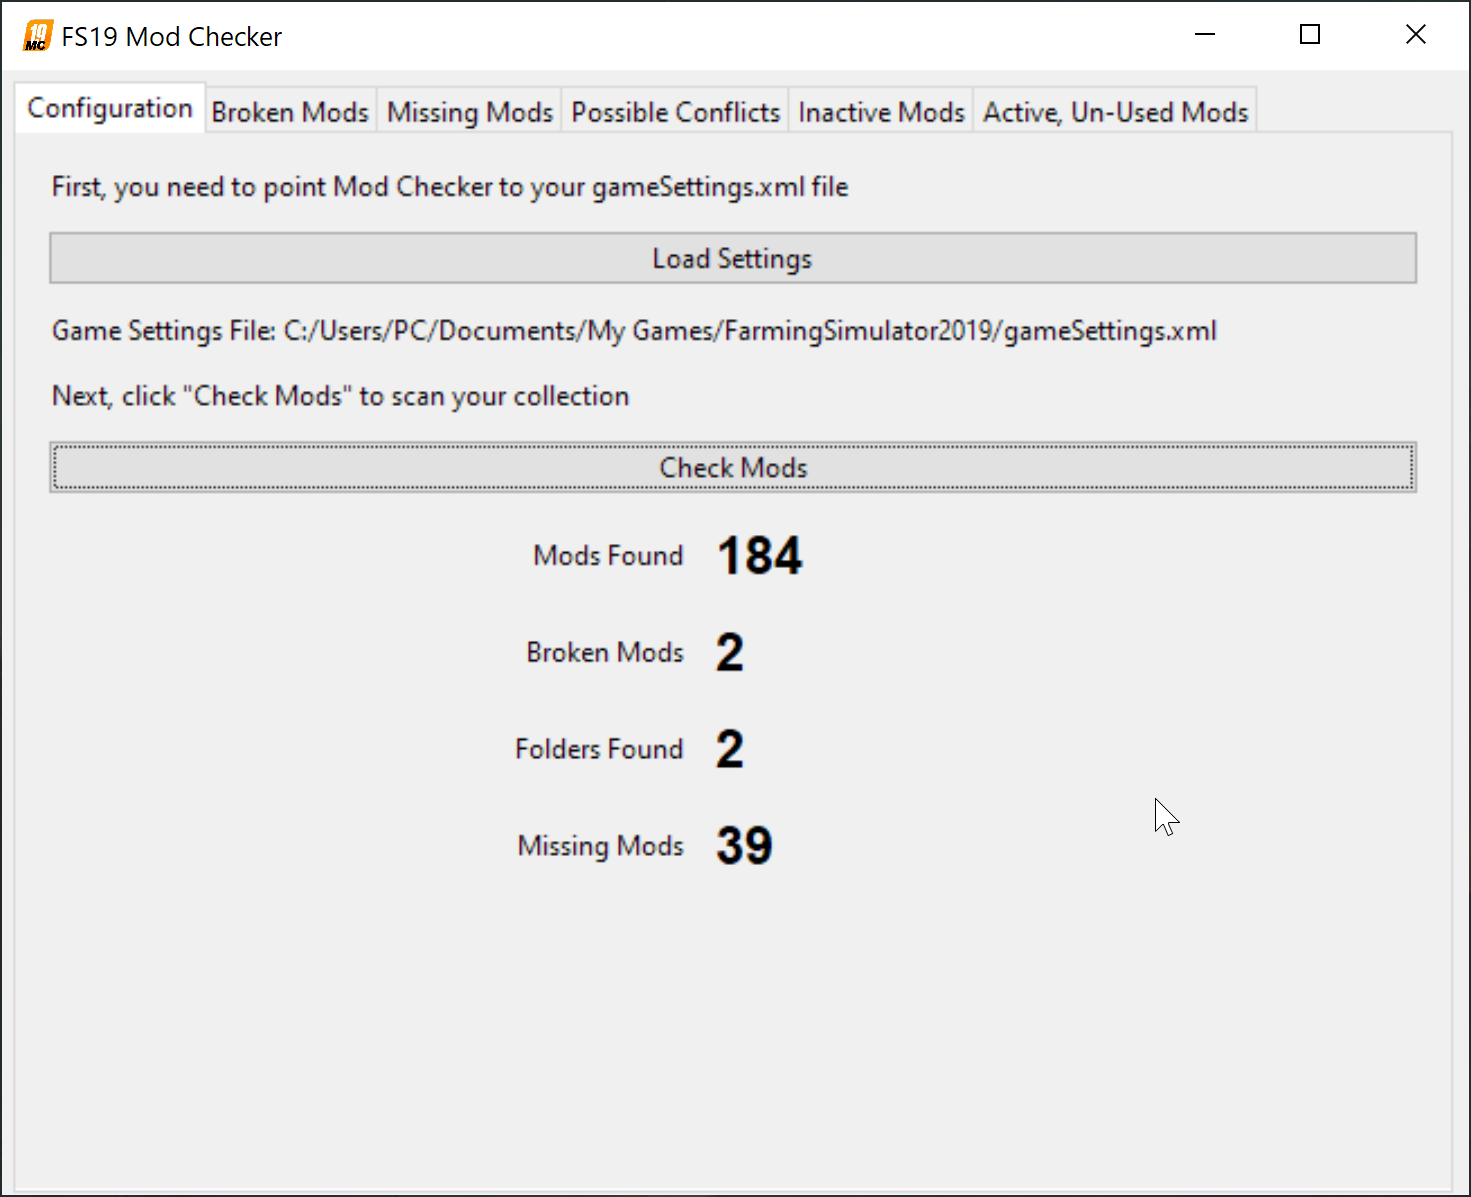 19
MC
FS19 Mod Checker
Configuration
Broken Mods
Missing Mods
Possible Conflicts
Inactive Mods
Active, Un-Used Mods
First, you need to point Mod Checker to your gameSettings.xml file
Load Settings
Game Settings File: C:/Users/PC/Documents/My Games/FarmingSimulator2019/gameSettings.xml
Next, click "Check Mods" to scan your collection
Check Mods
Mods Found 184
Broken Mods 2
Folders Found 2
Missing Mods 39